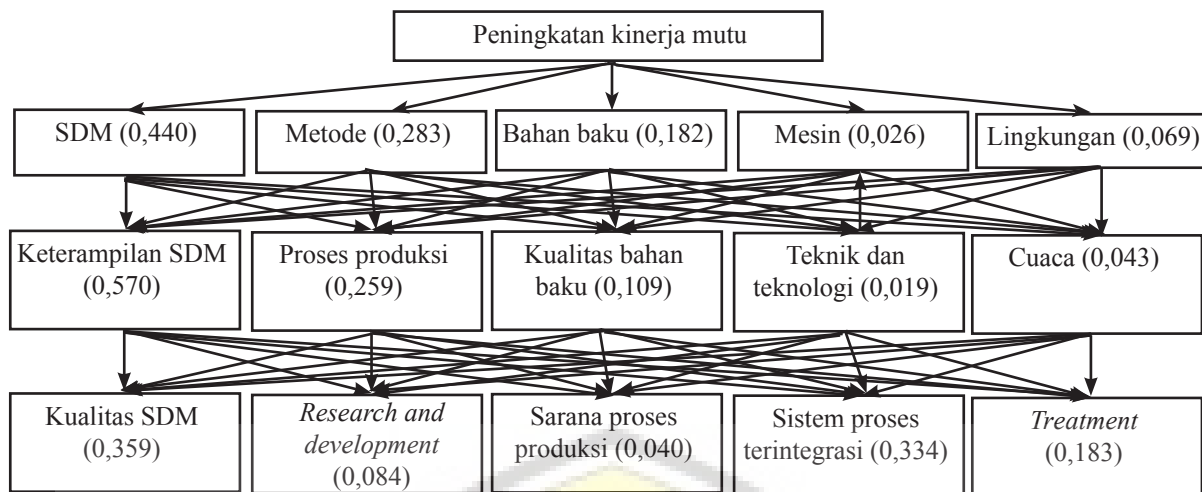 Peningkatan kinerja mutu
SDM (0,440)
Metode (0,283)
Bahan baku (0,182)
Mesin (0,026)
Lingkungan (0,069)
Keterampilan SDM
(0,570)
Proses produksi
(0,259)
Kualitas bahan
baku (0,109)
Teknik dan
teknologi (0,019)
Cuaca (0,043)
Kualitas SDM
(0,359)
Research and
development
(0,084)
Sarana proses
produksi (0,040)
Sistem proses
terintegrasi (0,334)
Treatment
(0,183)